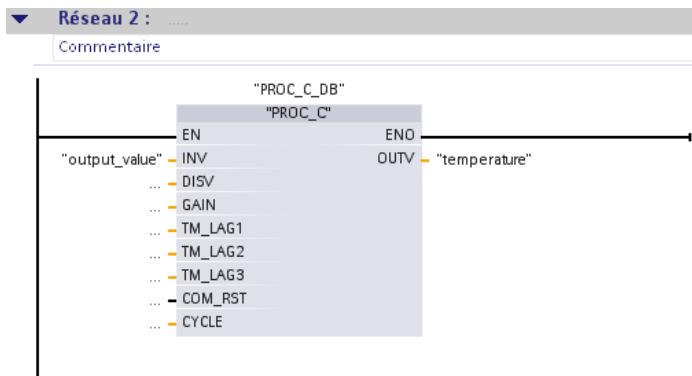 Réseau 2 : .....
Commentaire
"PROC_C_DB"
"PROC_C"
EN ENO
"output_value" INV OUTV "temperature"
... DISV
... GAIN
... TM_LAG1
... TM_LAG2
... TM_LAG3
... COM_RST
... CYCLE